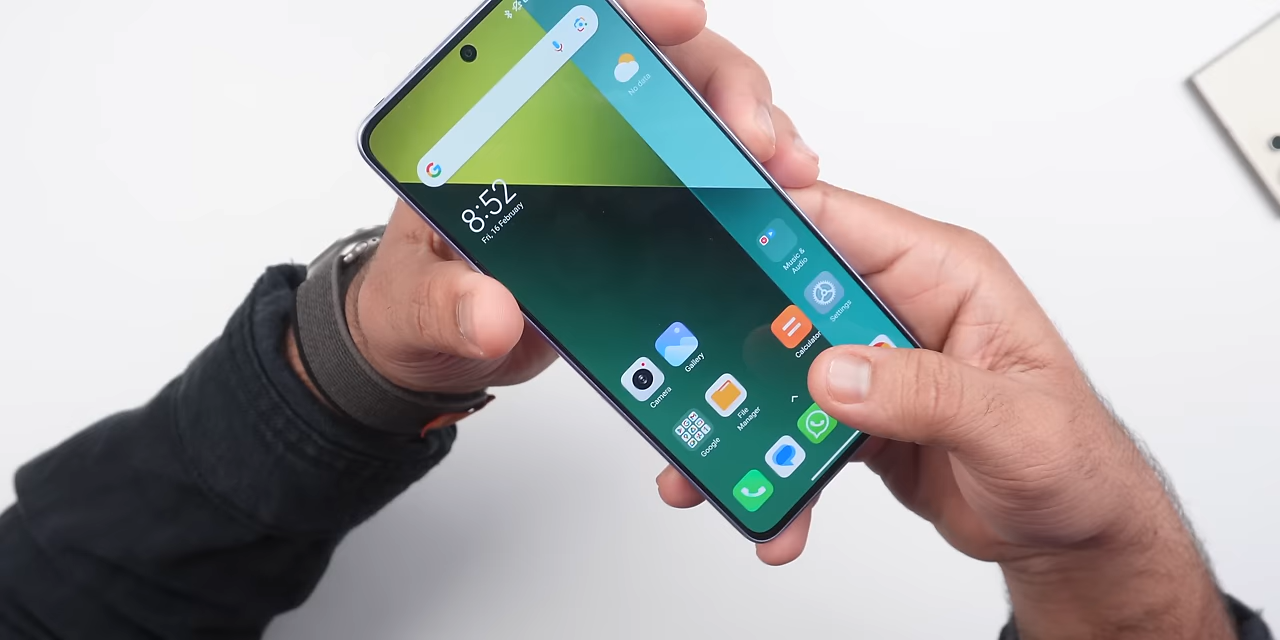 No data
8:52
Fri, 16 February
Music &
Audio
Settings
Gallery
Calculator
Camera
File
Manager
Google